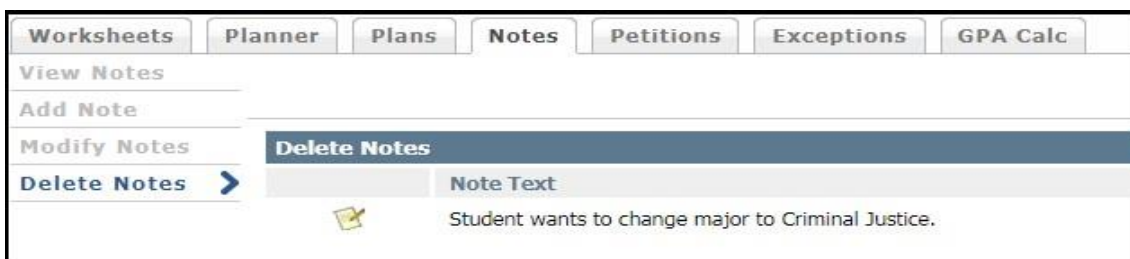 Worksheets Planner Plans Notes Petitions Exceptions GPA Calc
View Notes
Add Note
Modify Notes
Delete Notes
Delete Notes
Note Text
Student wants to change major to Criminal Justice.